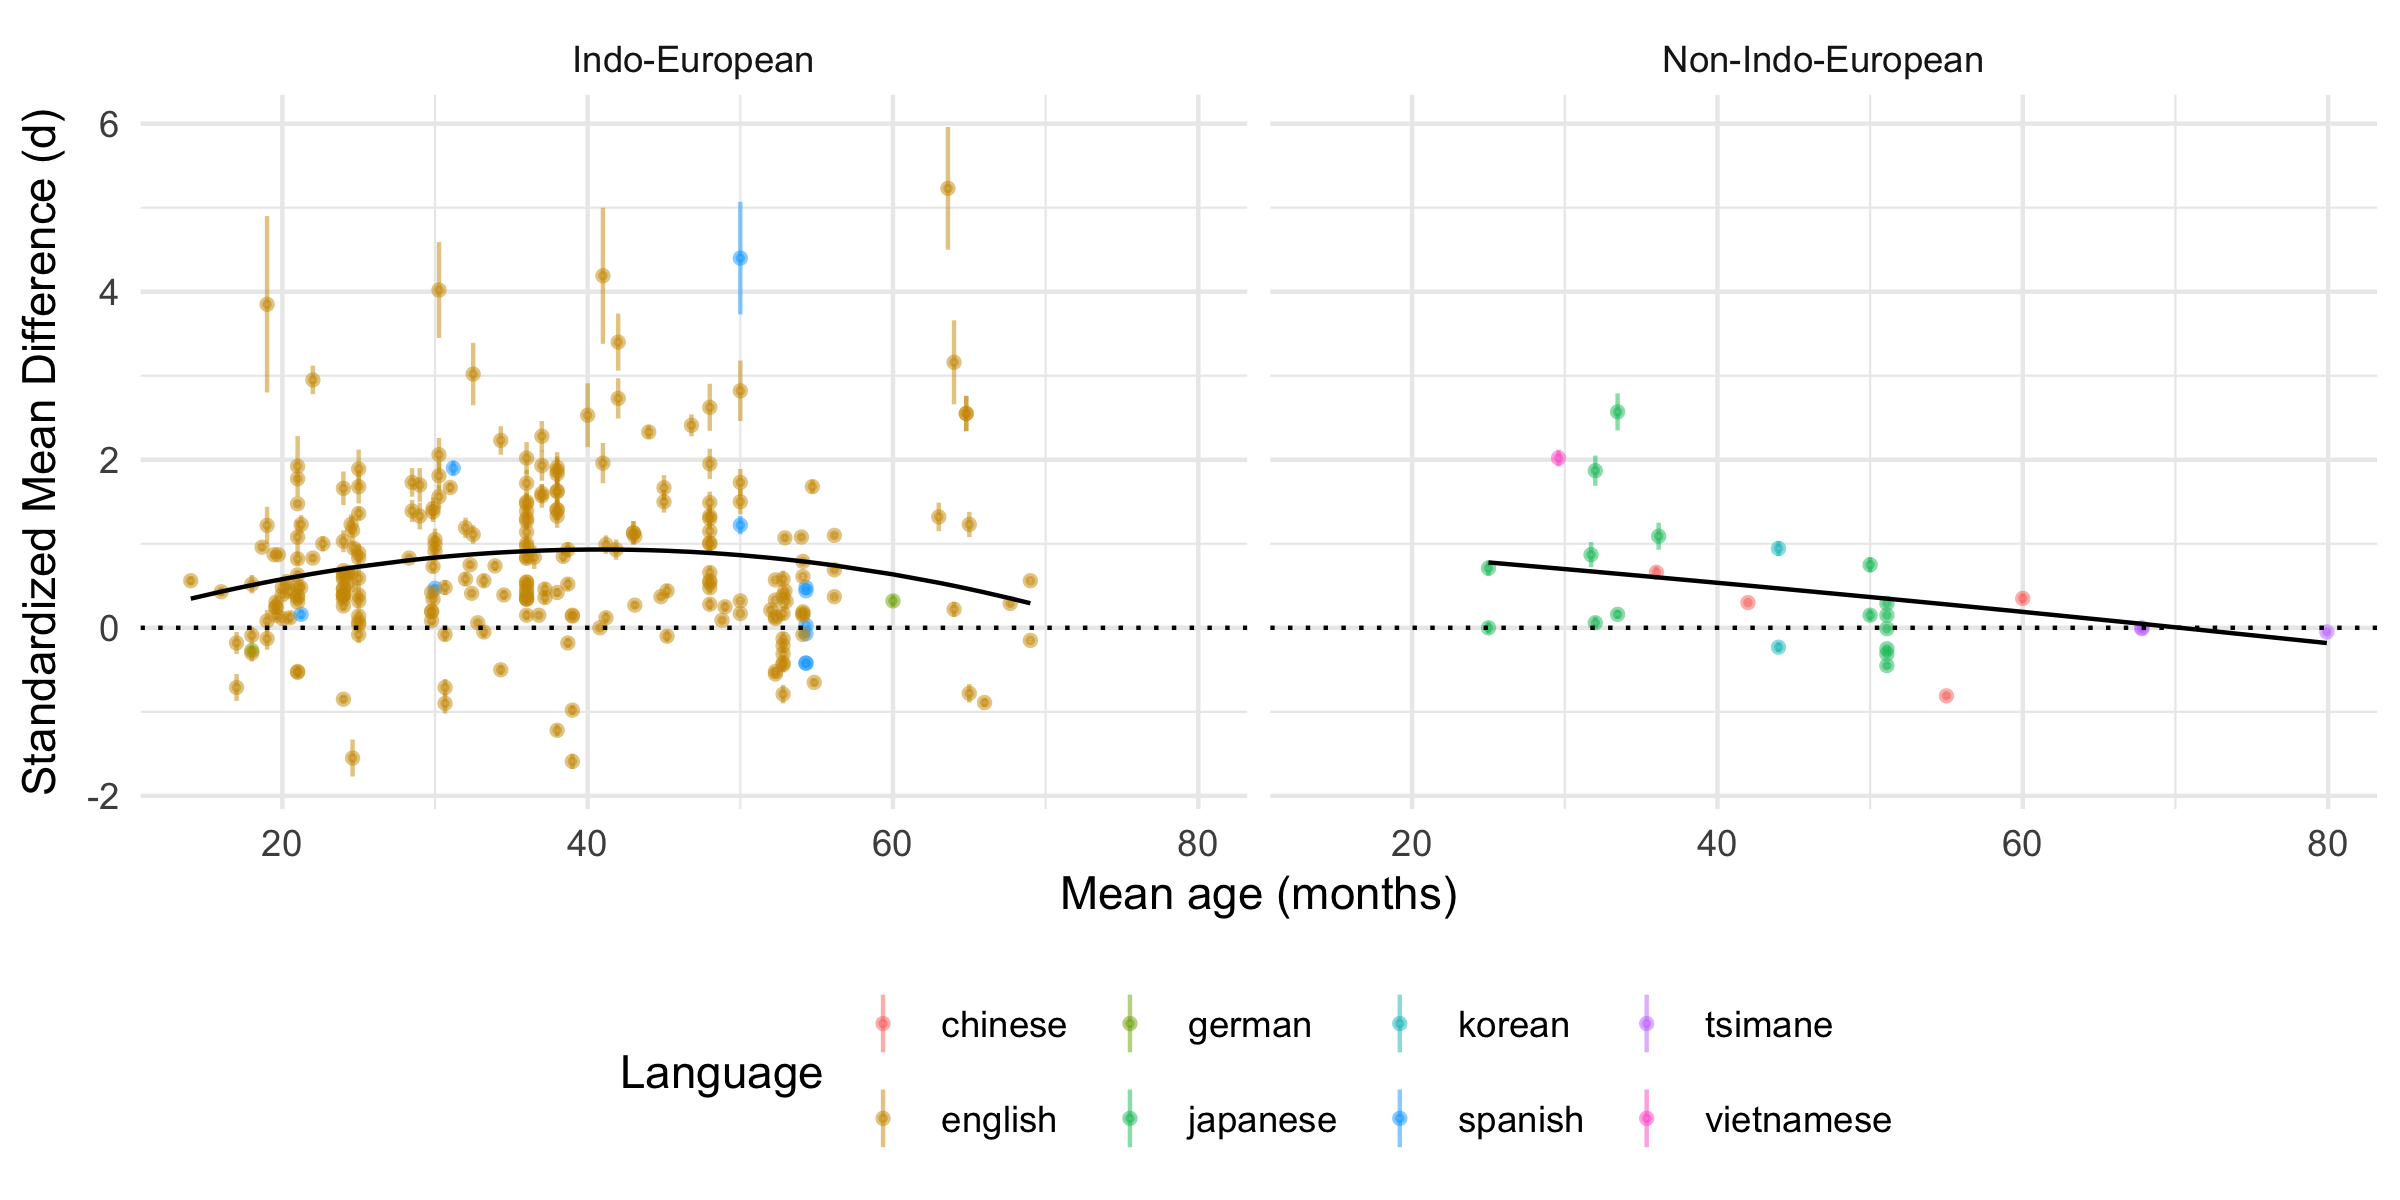 Indo-European
Non-Indo-European
Standardized Mean Difference (d)
6
4
2
0
-2
20 40 60 80
20 40 60 80
Mean age (months)
Language
chinese german korean tsimane
english japanese spanish vietnamese